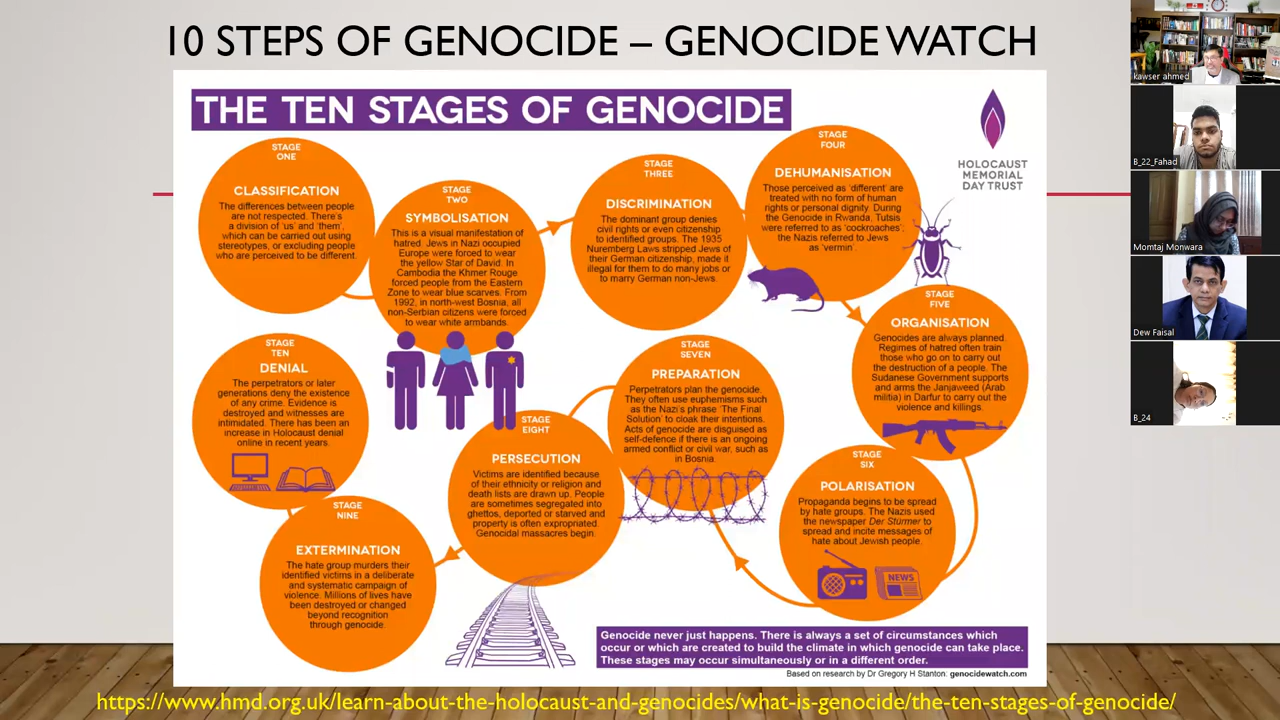 10 STEPS OF GENOCIDE – GENOCIDE WATCH
THE TEN STAGES OF GENOCIDE
HOLOCAUST
MEMORIAL
DAY TRUST
STAGE
ONE
CLASSIFICATION
The differences between people
are not respected. There's
a division of 'us' and 'them',
which can be carried out using
stereotypes, or excluding people
who are perceived to be different.
STAGE
TWO
SYMBOLISATION
This is a visual manifestation of
hatred. Jews in Nazi occupied
Europe were forced to wear
the yellow Star of David. In
Cambodia the Khmer Rouge
forced people from the Eastern
Zone to wear blue scarves. From
1992, in north-west Bosnia, all
non-Serbian citizens were forced
to wear white armbands.
STAGE
THREE
DISCRIMINATION
The dominant group denies
civil rights or even citizenship
to identified groups. The 1935
Nuremberg Laws stripped Jews of
their German citizenship, made it
illegal for them to do many jobs or
to marry German non-Jews.
STAGE
FOUR
DEHUMANISATION
Those perceived as 'different' are
treated with no form of human
rights or personal dignity. During
the Genocide in Rwanda, Tutsis
were referred to as 'cockroaches';
the Nazis referred to Jews
as 'vermin'.
STAGE
FIVE
ORGANISATION
Genocides are always planned.
Regimes of hatred often train
those who go on to carry out
the destruction of a people. The
Sudanese Government supports
and arms the Janjaweed (Arab
militia) in Darfur to carry out the
violence and killings.
STAGE
SIX
POLARISATION
Propaganda begins to be spread
by hate groups. The Nazis used
the newspaper Der Stürmer to
spread and incite messages of
hate about Jewish people.
NEWS
STAGE
SEVEN
PREPARATION
Perpetrators plan the genocide.
They often use euphemisms such
as the Nazi's phrase 'The Final
Solution' to cloak their intentions.
Acts of genocide are disguised as
self-defence if there is an ongoing
armed conflict or civil war, such as
in Bosnia.
STAGE
EIGHT
PERSECUTION
Victims are identified because
of their ethnicity or religion and
death lists are drawn up. People
are sometimes segregated into
ghettos, deported or starved and
property is often expropriated.
Genocidal massacres begin.
STAGE
NINE
EXTERMINATION
The hate group murders their
identified victims in a deliberate
and systematic campaign of
violence. Millions of lives have
been destroyed or changed
beyond recognition
through genocide.
STAGE
TEN
DENIAL
The perpetrators or later
generations deny the existence
of any crime. Evidence is
destroyed and witnesses are
intimidated. There has been an
increase in Holocaust denial
online in recent years.
Genocide never just happens. There is always a set of circumstances which
occur or which are created to build the climate in which genocide can take place.
These stages may occur simultaneously or in a different order.
Based on research by Dr Gregory H Stanton: genocidewatch.com
https://www.hmd.org.uk/learn-about-the-holocaust-and-genocides/what-is-genocide/the-ten-stages-of-genocide/
kawser ahmed
B_22_Fahad
Momtaj Monwara
Dew Faisal
B_24